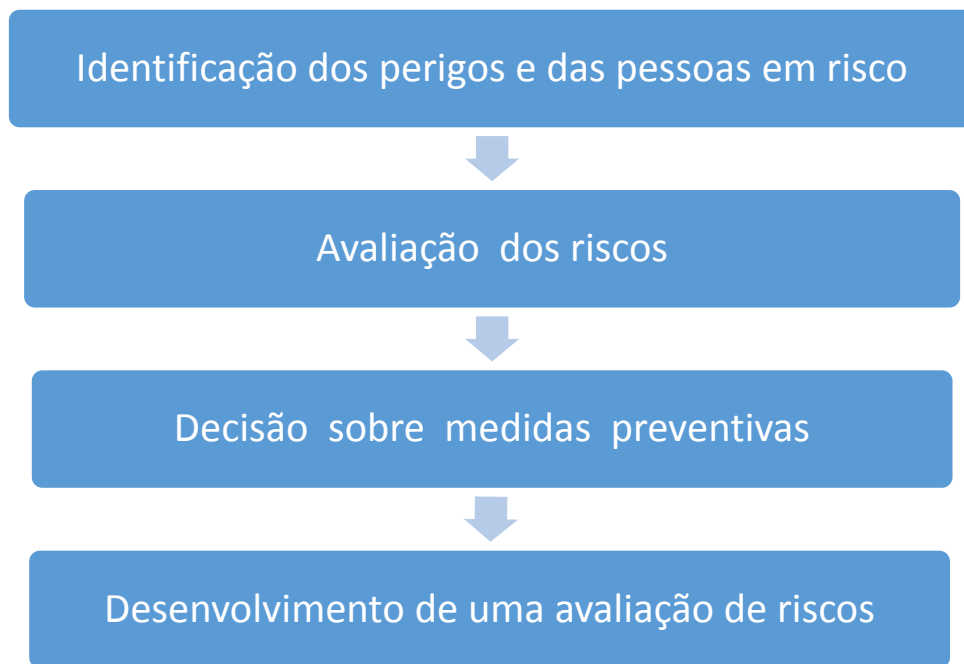 Identificação dos perigos e das pessoas em risco
Avaliação dos riscos
Decisão sobre medidas preventivas
Desenvolvimento de uma avaliação de riscos